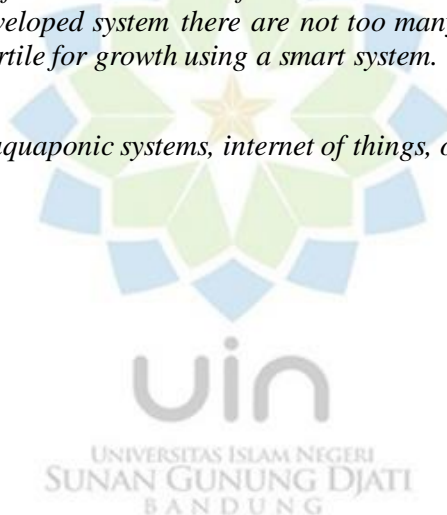 veloped system there are not too many
rtile for growth using a smart system.
quaponic systems, internet of things, o
uin
UNIVERSITAS ISLAM NEGERI
SUNAN GUNUNG DJATI
BANDUNG